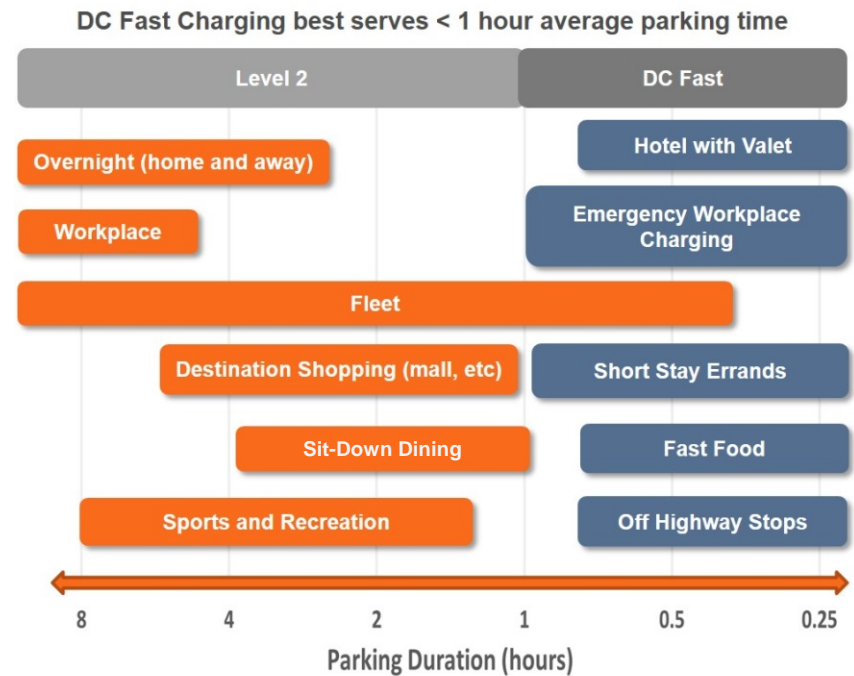 DC Fast Charging best serves < 1 hour average parking time
Level 2
DC Fast
Overnight (home and away)
Hotel with Valet
Workplace
Emergency Workplace
Charging
Fleet
Destination Shopping (mall, etc)
Short Stay Errands
Sit-Down Dining
Fast Food
Sports and Recreation
Off Highway Stops
8 4 2 1 0.5 0.25
Parking Duration (hours)